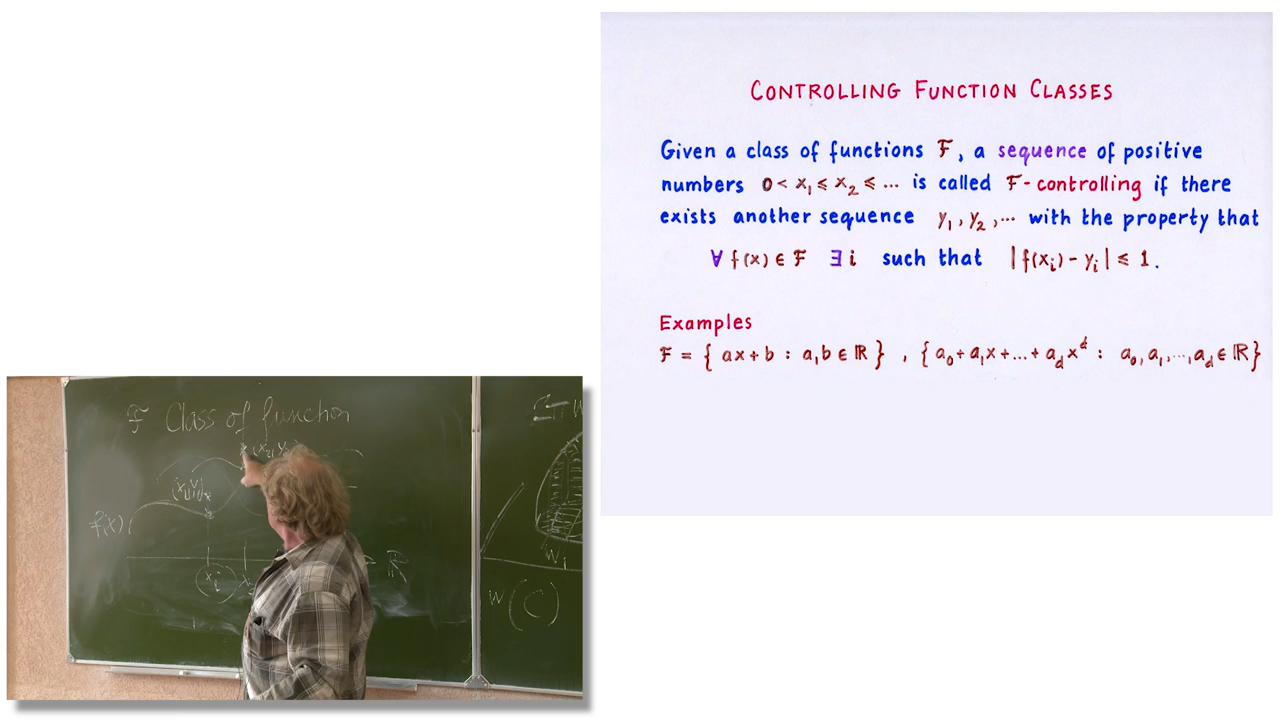 CONTROLLING FUNCTION CLASSES
Given a class of functions F, a sequence of positive
numbers 0 < x₁ ≤ x₂ ≤ ... is called F-controlling if there
exists another sequence y₁, y₂, ... with the property that
∀ f(x) ∈ F ∃ i such that |f(xᵢ) - yᵢ| ≤ 1.
Examples
F = { ax + b : a, b ∈ ℝ } , { a₀ + a₁x + ... + a_d x^d : a₀, a₁, ..., a_d ∈ ℝ }
F Class of function
f(x)
xᵢ
ℝ
Wᵢ
W (C)